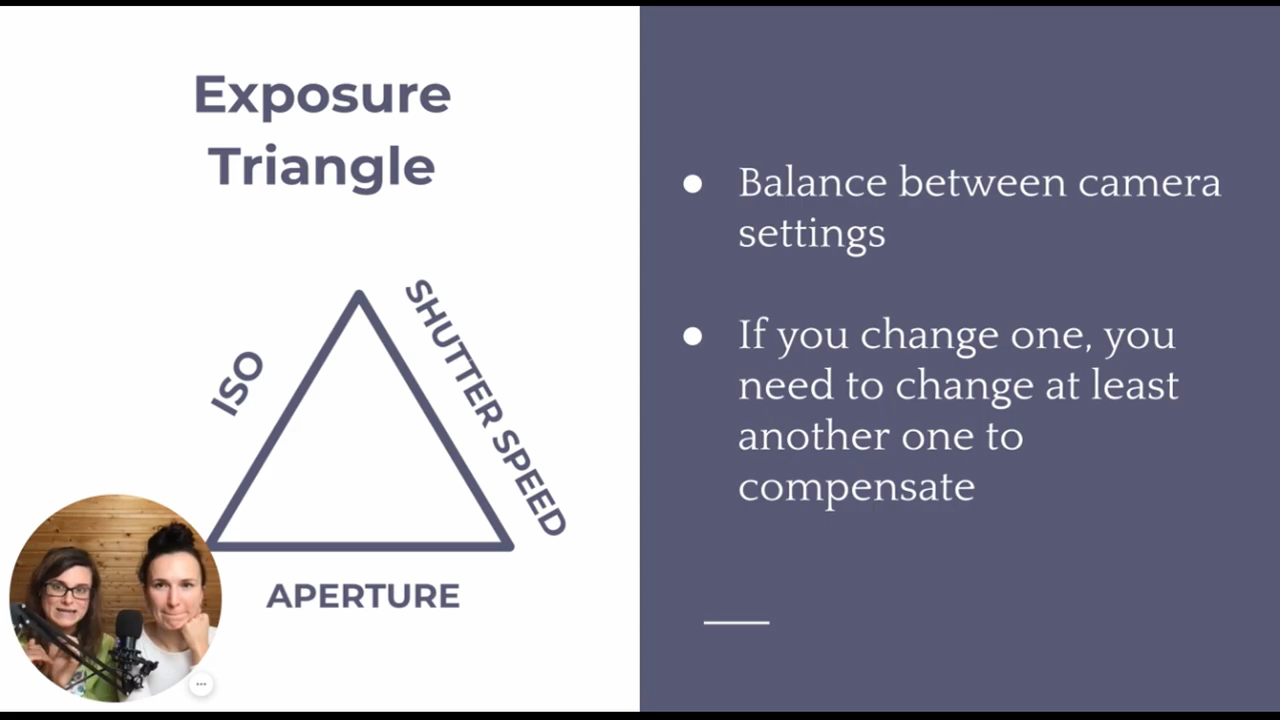 Exposure
Triangle
ISO
SHUTTER SPEED
APERTURE
● Balance between camera
settings
● If you change one, you
need to change at least
another one to
compensate